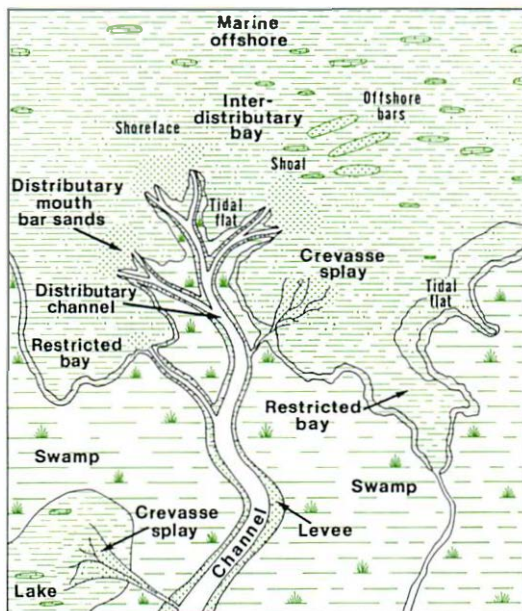 Marine
offshore
Inter-
distributary
bay
Offshore
bars
Shoreface
Shoal
Distributary
mouth
bar sands
Tidal
flat
Crevasse
splay
Distributary
channel
Tidal
flat
Restricted
bay
Restricted
bay
Swamp
Swamp
Crevasse
splay
Levee
Channel
Lake